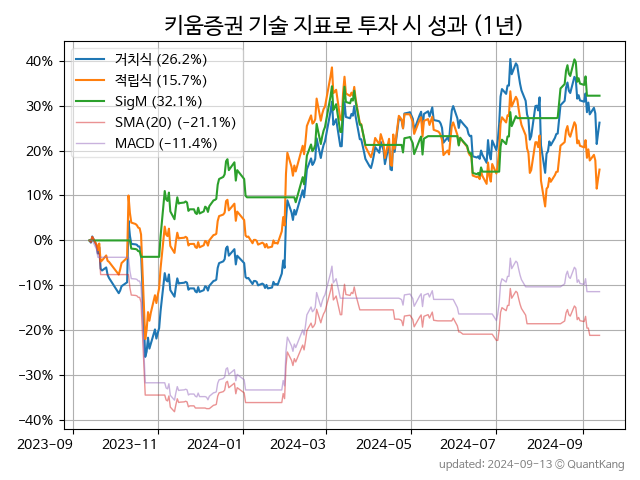 키움증권 기술 지표로 투자 시 성과 (1년)
거치식 (26.2%)
적립식 (15.7%)
SigM (32.1%)
SMA(20) (−21.1%)
MACD (−11.4%)
40%
30%
20%
10%
0%
−10%
−20%
−30%
−40%
2023-09 2023-11 2024-01 2024-03 2024-05 2024-07 2024-09
updated: 2024-09-13 © QuantKang